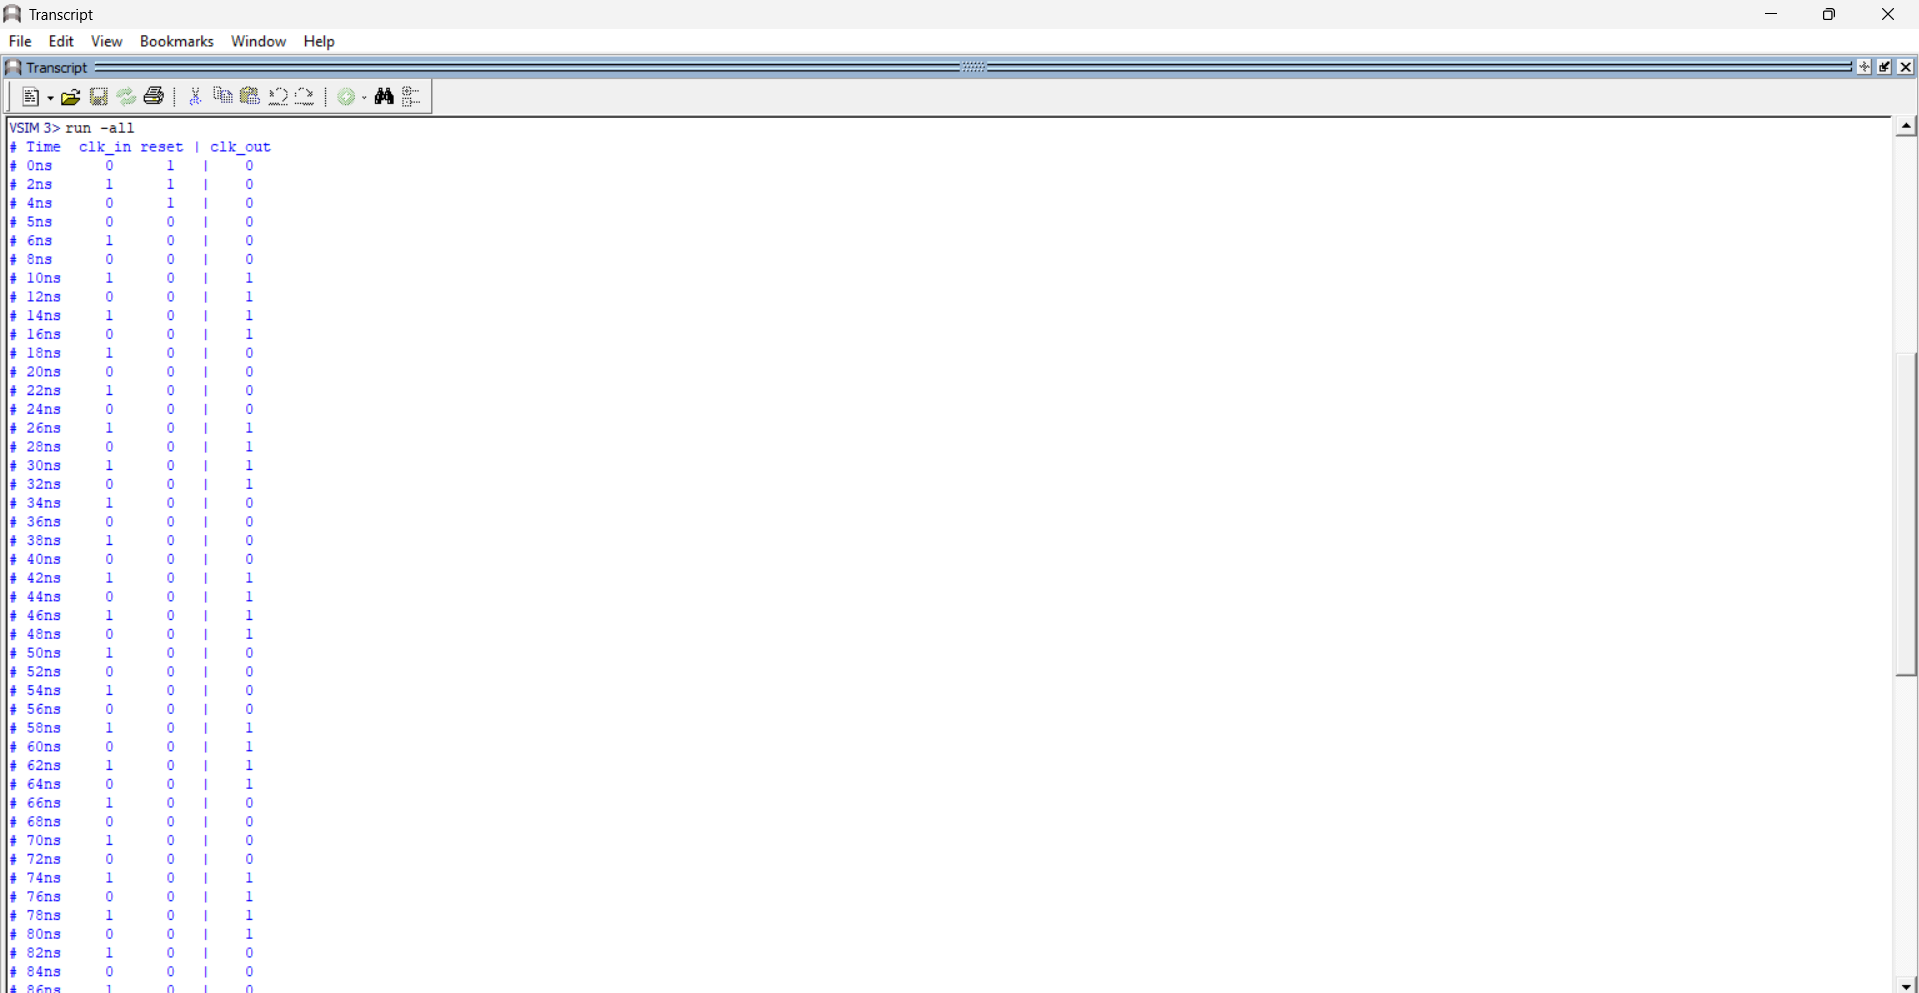 Transcript
File Edit View Bookmarks Window Help
Transcript
VSIM 3> run -all
# Time clk_in reset | clk_out
# 0ns 0 1 | 0
# 2ns 1 1 | 0
# 4ns 0 1 | 0
# 5ns 0 0 | 0
# 6ns 1 0 | 0
# 8ns 0 0 | 0
# 10ns 1 0 | 1
# 12ns 0 0 | 1
# 14ns 1 0 | 1
# 16ns 0 0 | 1
# 18ns 1 0 | 0
# 20ns 0 0 | 0
# 22ns 1 0 | 0
# 24ns 0 0 | 0
# 26ns 1 0 | 1
# 28ns 0 0 | 1
# 30ns 1 0 | 1
# 32ns 0 0 | 1
# 34ns 1 0 | 0
# 36ns 0 0 | 0
# 38ns 1 0 | 0
# 40ns 0 0 | 0
# 42ns 1 0 | 1
# 44ns 0 0 | 1
# 46ns 1 0 | 1
# 48ns 0 0 | 1
# 50ns 1 0 | 0
# 52ns 0 0 | 0
# 54ns 1 0 | 0
# 56ns 0 0 | 0
# 58ns 1 0 | 1
# 60ns 0 0 | 1
# 62ns 1 0 | 1
# 64ns 0 0 | 1
# 66ns 1 0 | 0
# 68ns 0 0 | 0
# 70ns 1 0 | 0
# 72ns 0 0 | 0
# 74ns 1 0 | 1
# 76ns 0 0 | 1
# 78ns 1 0 | 1
# 80ns 0 0 | 1
# 82ns 1 0 | 0
# 84ns 0 0 | 0
# 86ns 1 0 | 0